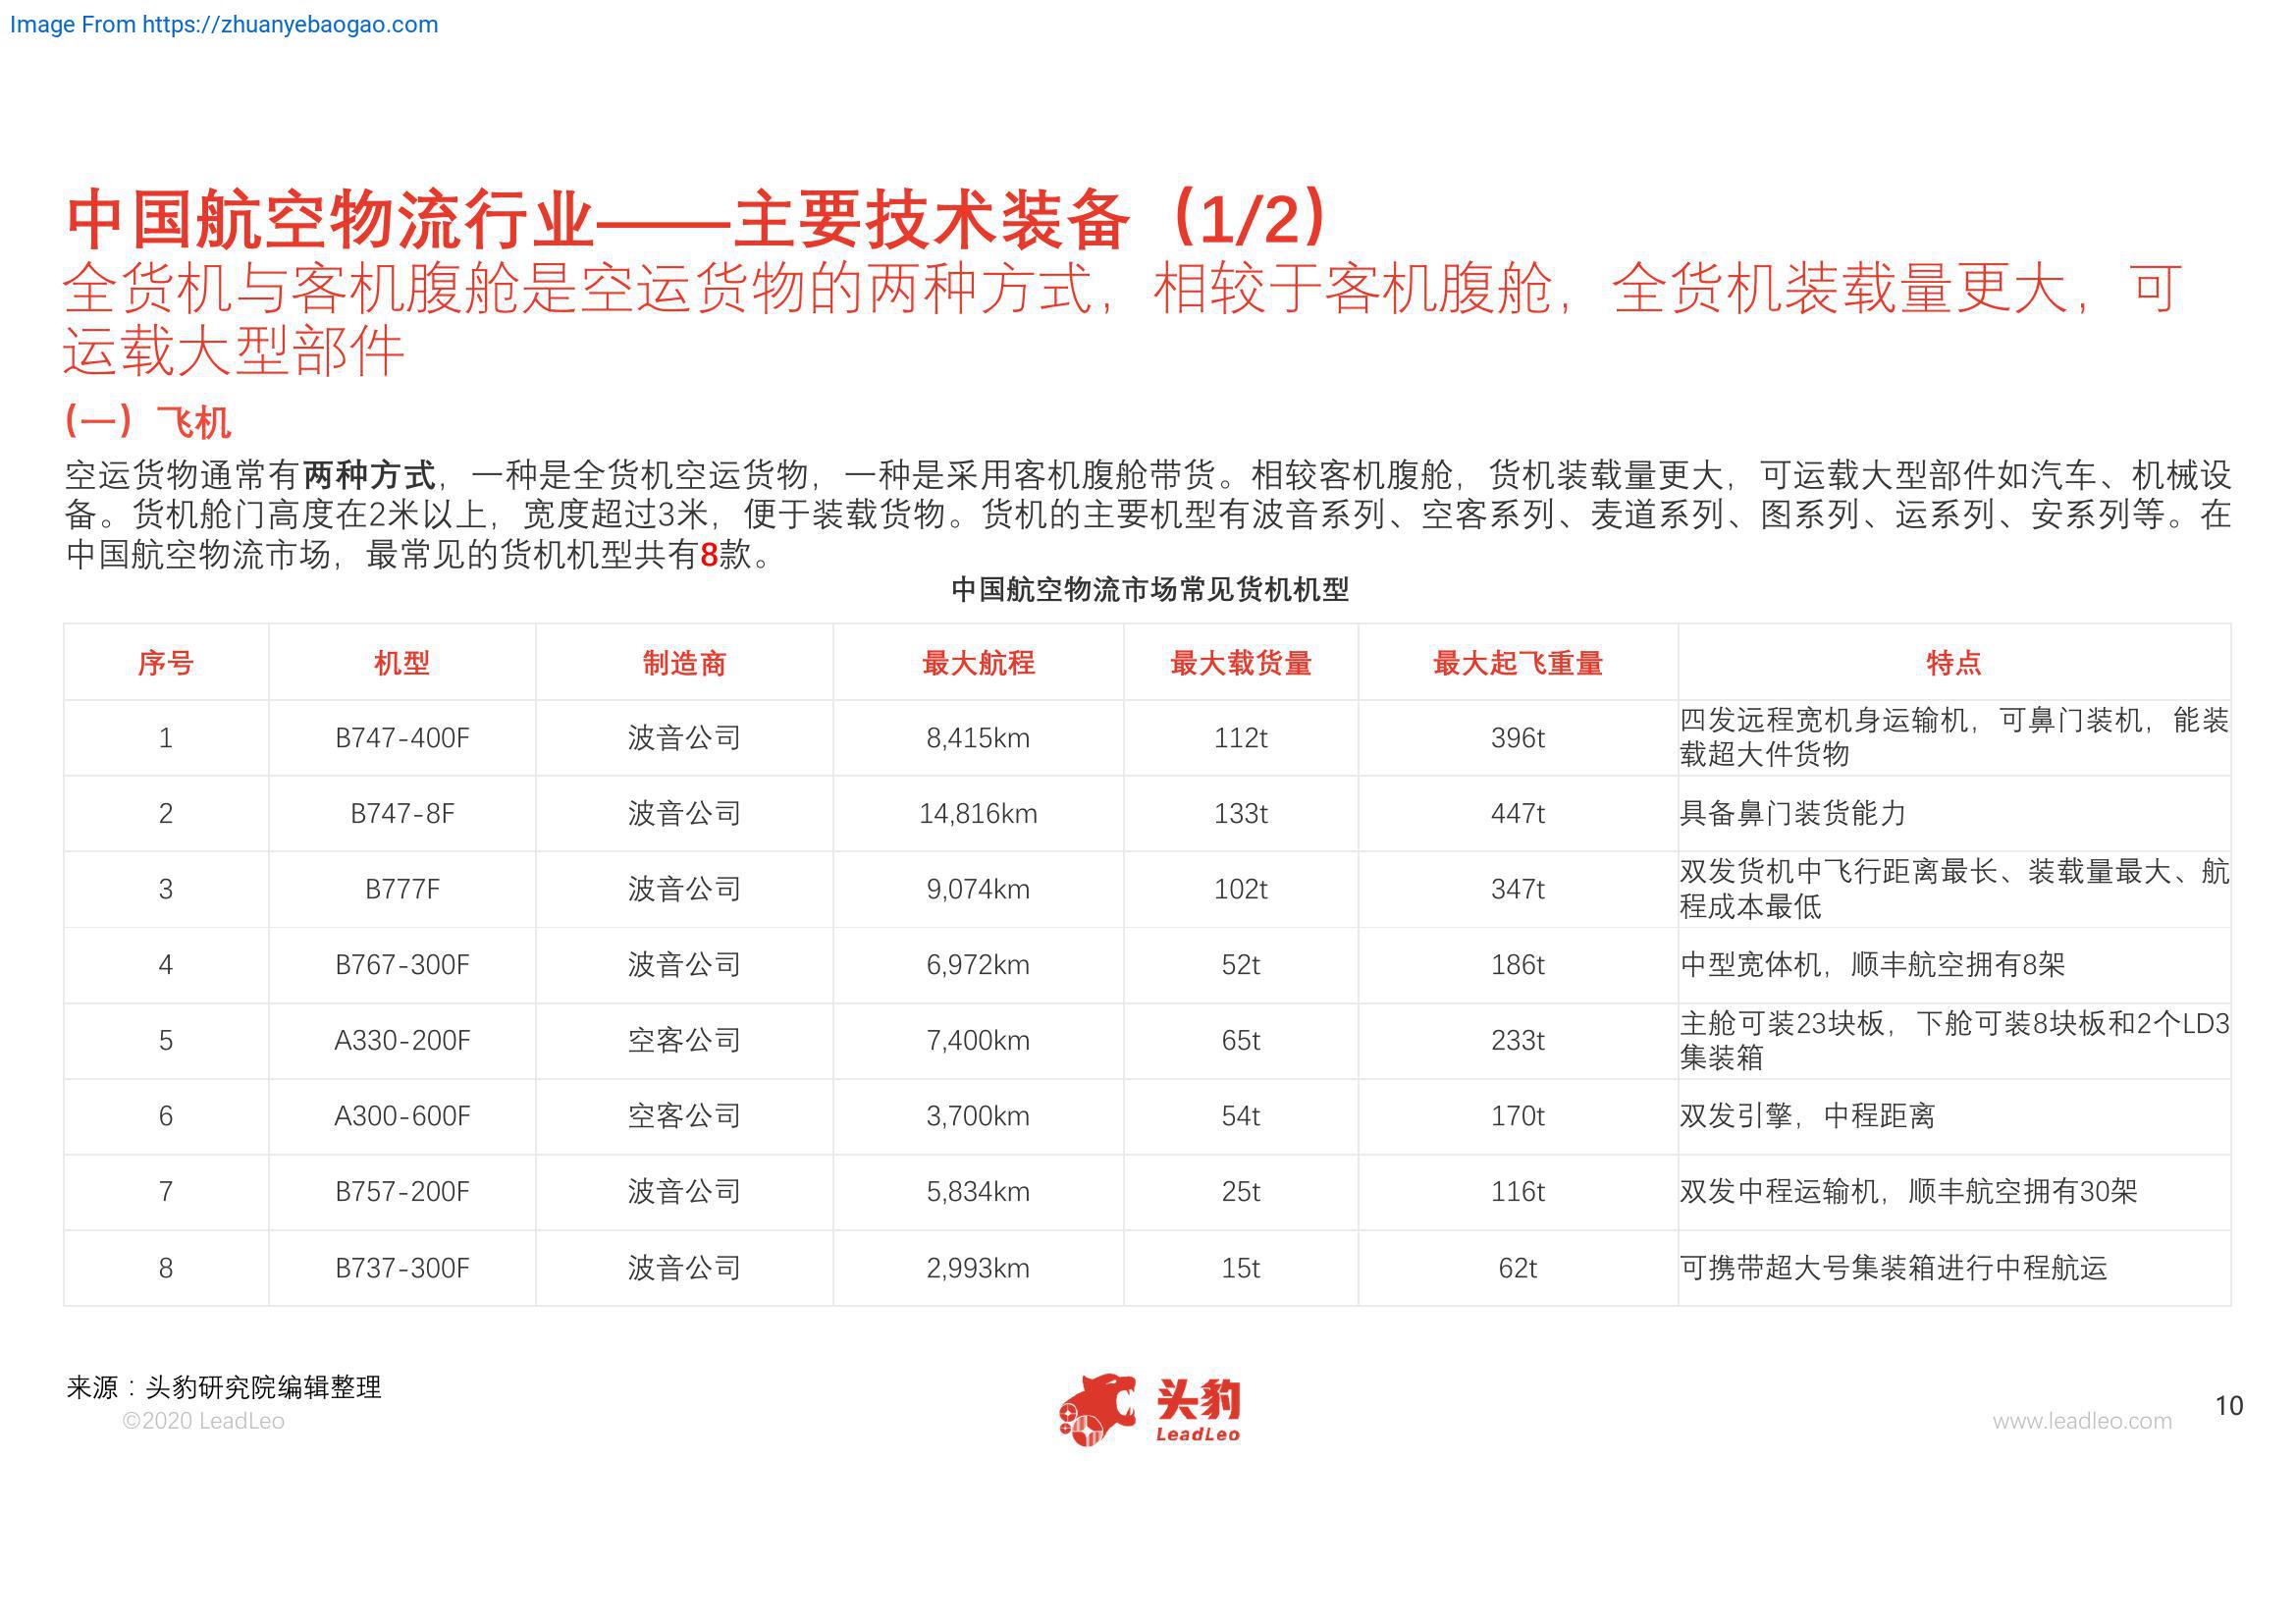 Image From https://zhuanyebaogao.com
中国航空物流行业——主要技术装备（1/2）
全货机与客机腹舱是空运货物的两种方式，相较于客机腹舱，全货机装载量更大，可
运载大型部件
(一）飞机
空运货物通常有两种方式，一种是全货机空运货物，一种是采用客机腹舱带货。相较客机腹舱，货机装载量更大，可运载大型部件如汽车、机械设
备。货机舱门高度在2米以上，宽度超过3米，便于装载货物。货机的主要机型有波音系列、空客系列、麦道系列、图系列、运系列、安系列等。在
中国航空物流市场，最常见的货机机型共有8款。
中国航空物流市场常见货机机型
序号 机型 制造商 最大航程 最大载货量 最大起飞重量 特点
1 B747-400F 波音公司 8,415km 112t 396t 四发远程宽机身运输机，可鼻门装机，能装
载超大件货物
2 B747-8F 波音公司 14,816km 133t 447t 具备鼻门装货能力
3 B777F 波音公司 9,074km 102t 347t 双发货机中飞行距离最长、装载量最大、航
程成本最低
4 B767-300F 波音公司 6,972km 52t 186t 中型宽体机，顺丰航空拥有8架
5 A330-200F 空客公司 7,400km 65t 233t 主舱可装23块板，下舱可装8块板和2个LD3
集装箱
6 A300-600F 空客公司 3,700km 54t 170t 双发引擎，中程距离
7 B757-200F 波音公司 5,834km 25t 116t 双发中程运输机，顺丰航空拥有30架
8 B737-300F 波音公司 2,993km 15t 62t 可携带超大号集装箱进行中程航运
来源：头豹研究院编辑整理
©2020 LeadLeo
头豹
LeadLeo
www.leadleo.com
10